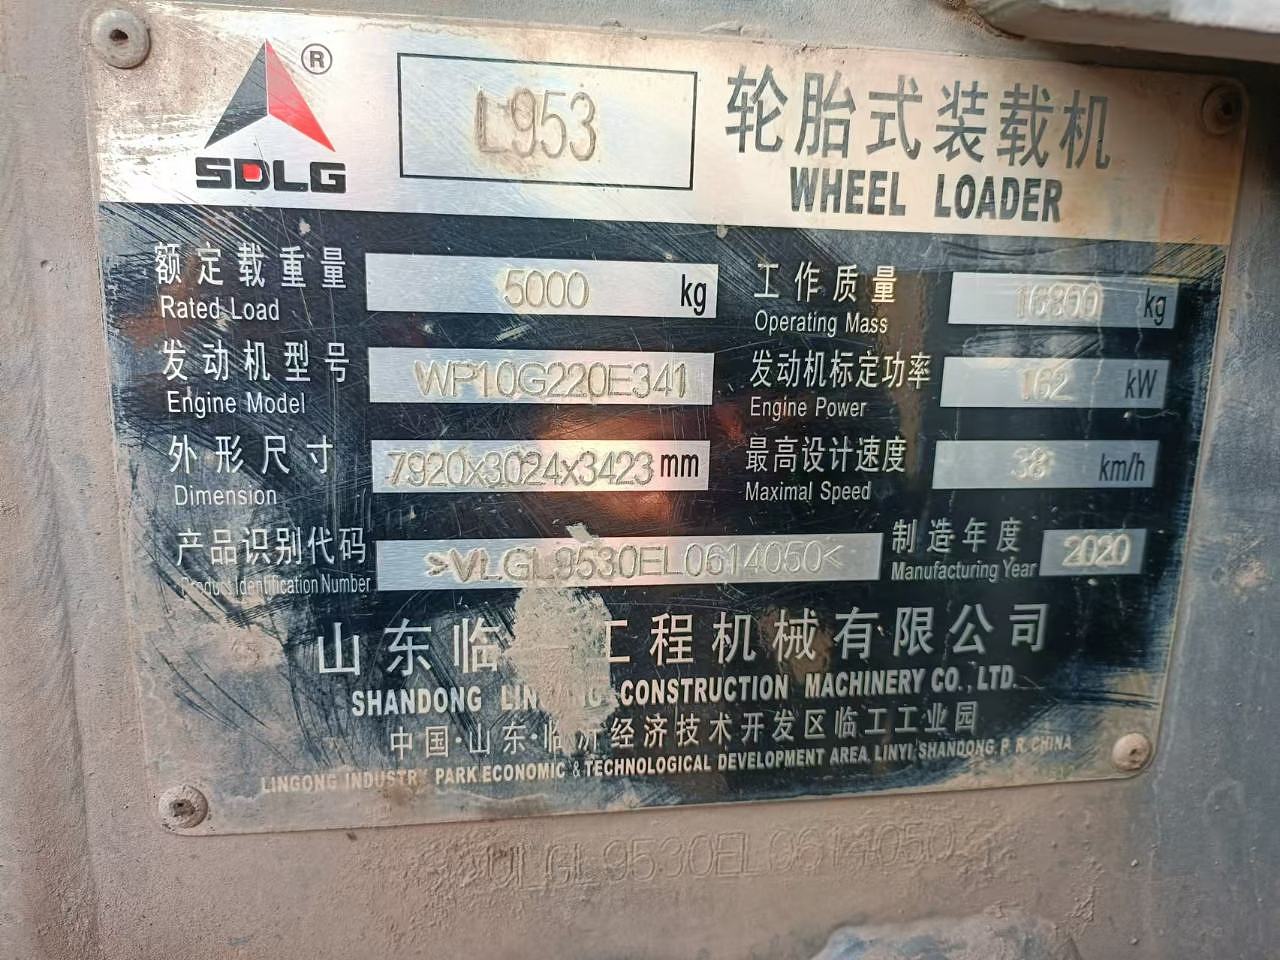 ®
SDLG
L953
轮胎式装载机
WHEEL LOADER
额定载重量 5000 kg
Rated Load
工作质量 16800 kg
Operating Mass
发动机型号 WP10G220E341
Engine Model
发动机标定功率 162 kW
Engine Power
外形尺寸 7920x3024x3423 mm
Dimension
最高设计速度 38 km/h
Maximal Speed
产品识别代码 >VLGL9530EL0614050<
Product Identification Number
制造年度 2020
Manufacturing Year
山东临 工程机械有限公司
SHANDONG CONSTRUCTION MACHINERY CO., LTD.
中国·山东·临沂经济技术开发区临工工业园
LINGONG INDUSTRY PARK ECONOMIC & TECHNOLOGICAL DEVELOPMENT AREA, LINYI, SHANDONG, P. R. CHINA
VLGL9530EL0614050